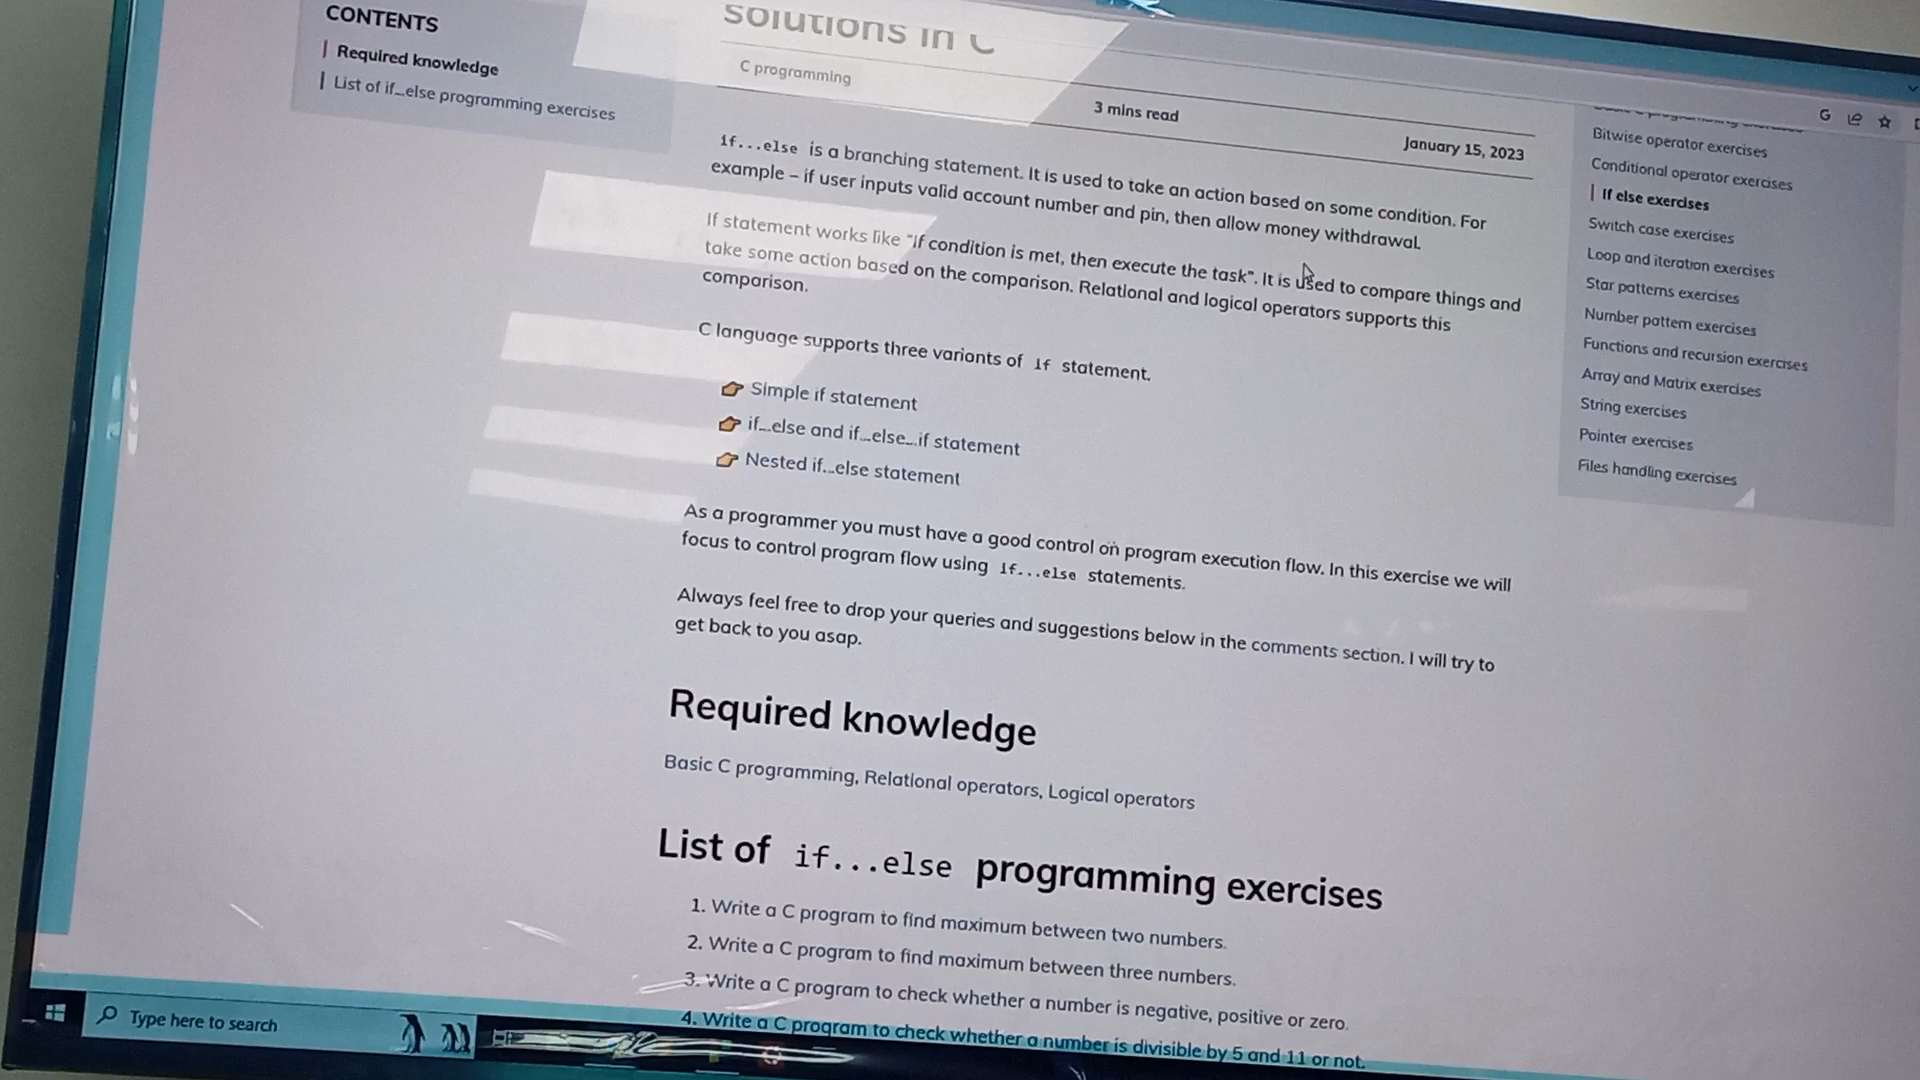 CONTENTS
Required knowledge
List of if...else programming exercises
solutions in C
C programming
3 mins read
January 15, 2023
if...else is a branching statement. It is used to take an action based on some condition. For
example – if user inputs valid account number and pin, then allow money withdrawal.
If statement works like "If condition is met, then execute the task". It is used to compare things and
take some action based on the comparison. Relational and logical operators supports this
comparison.
C language supports three variants of if statement.
Simple if statement
if...else and if...else...if statement
Nested if...else statement
As a programmer you must have a good control on program execution flow. In this exercise we will
focus to control program flow using if...else statements.
Always feel free to drop your queries and suggestions below in the comments section. I will try to
get back to you asap.
Required knowledge
Basic C programming, Relational operators, Logical operators
List of if...else programming exercises
1. Write a C program to find maximum between two numbers.
2. Write a C program to find maximum between three numbers.
3. Write a C program to check whether a number is negative, positive or zero.
4. Write a C program to check whether a number is divisible by 5 and 11 or not.
Bitwise operator exercises
Conditional operator exercises
If else exercises
Switch case exercises
Loop and iteration exercises
Star patterns exercises
Number pattern exercises
Functions and recursion exercises
Array and Matrix exercises
String exercises
Pointer exercises
Files handling exercises
G
Type here to search